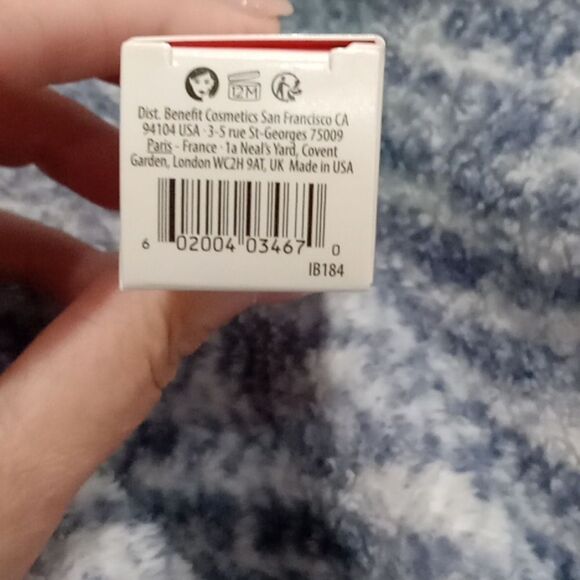 12M
Dist. Benefit Cosmetics San Francisco CA
94104 USA · 3-5 rue St-Georges 75009
Paris - France · 1a Neal's Yard, Covent
Garden, London WC2H 9AT, UK Made in USA
6 02004 03467 0
IB184